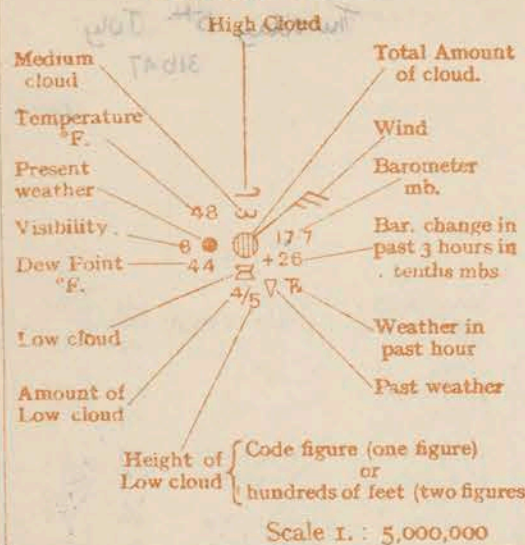 High Cloud
Medium
cloud
Total Amount
of cloud.
Temperature
°F.
Wind
Present
weather
Barometer
mb.
48
Visibility.
6
177
Bar. change in
past 3 hours in
. tenths mbs
Dew Point
°F.
44
+26
Low cloud
4/5
Weather in
past hour
Amount of
Low cloud
Past weather
Height of
Low cloud
Code figure (one figure)
or
hundreds of feet (two figures
Scale 1. : 5,000,000